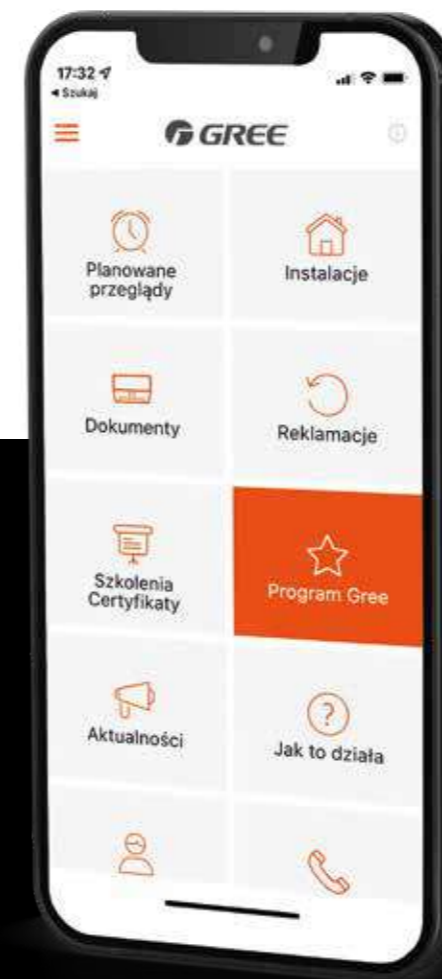 17:32
◀ Szukaj
GREE
Planowane
przeglądy
Instalacje
Dokumenty
Reklamacje
Szkolenia
Certyfikaty
Program Gree
Aktualności
Jak to działa